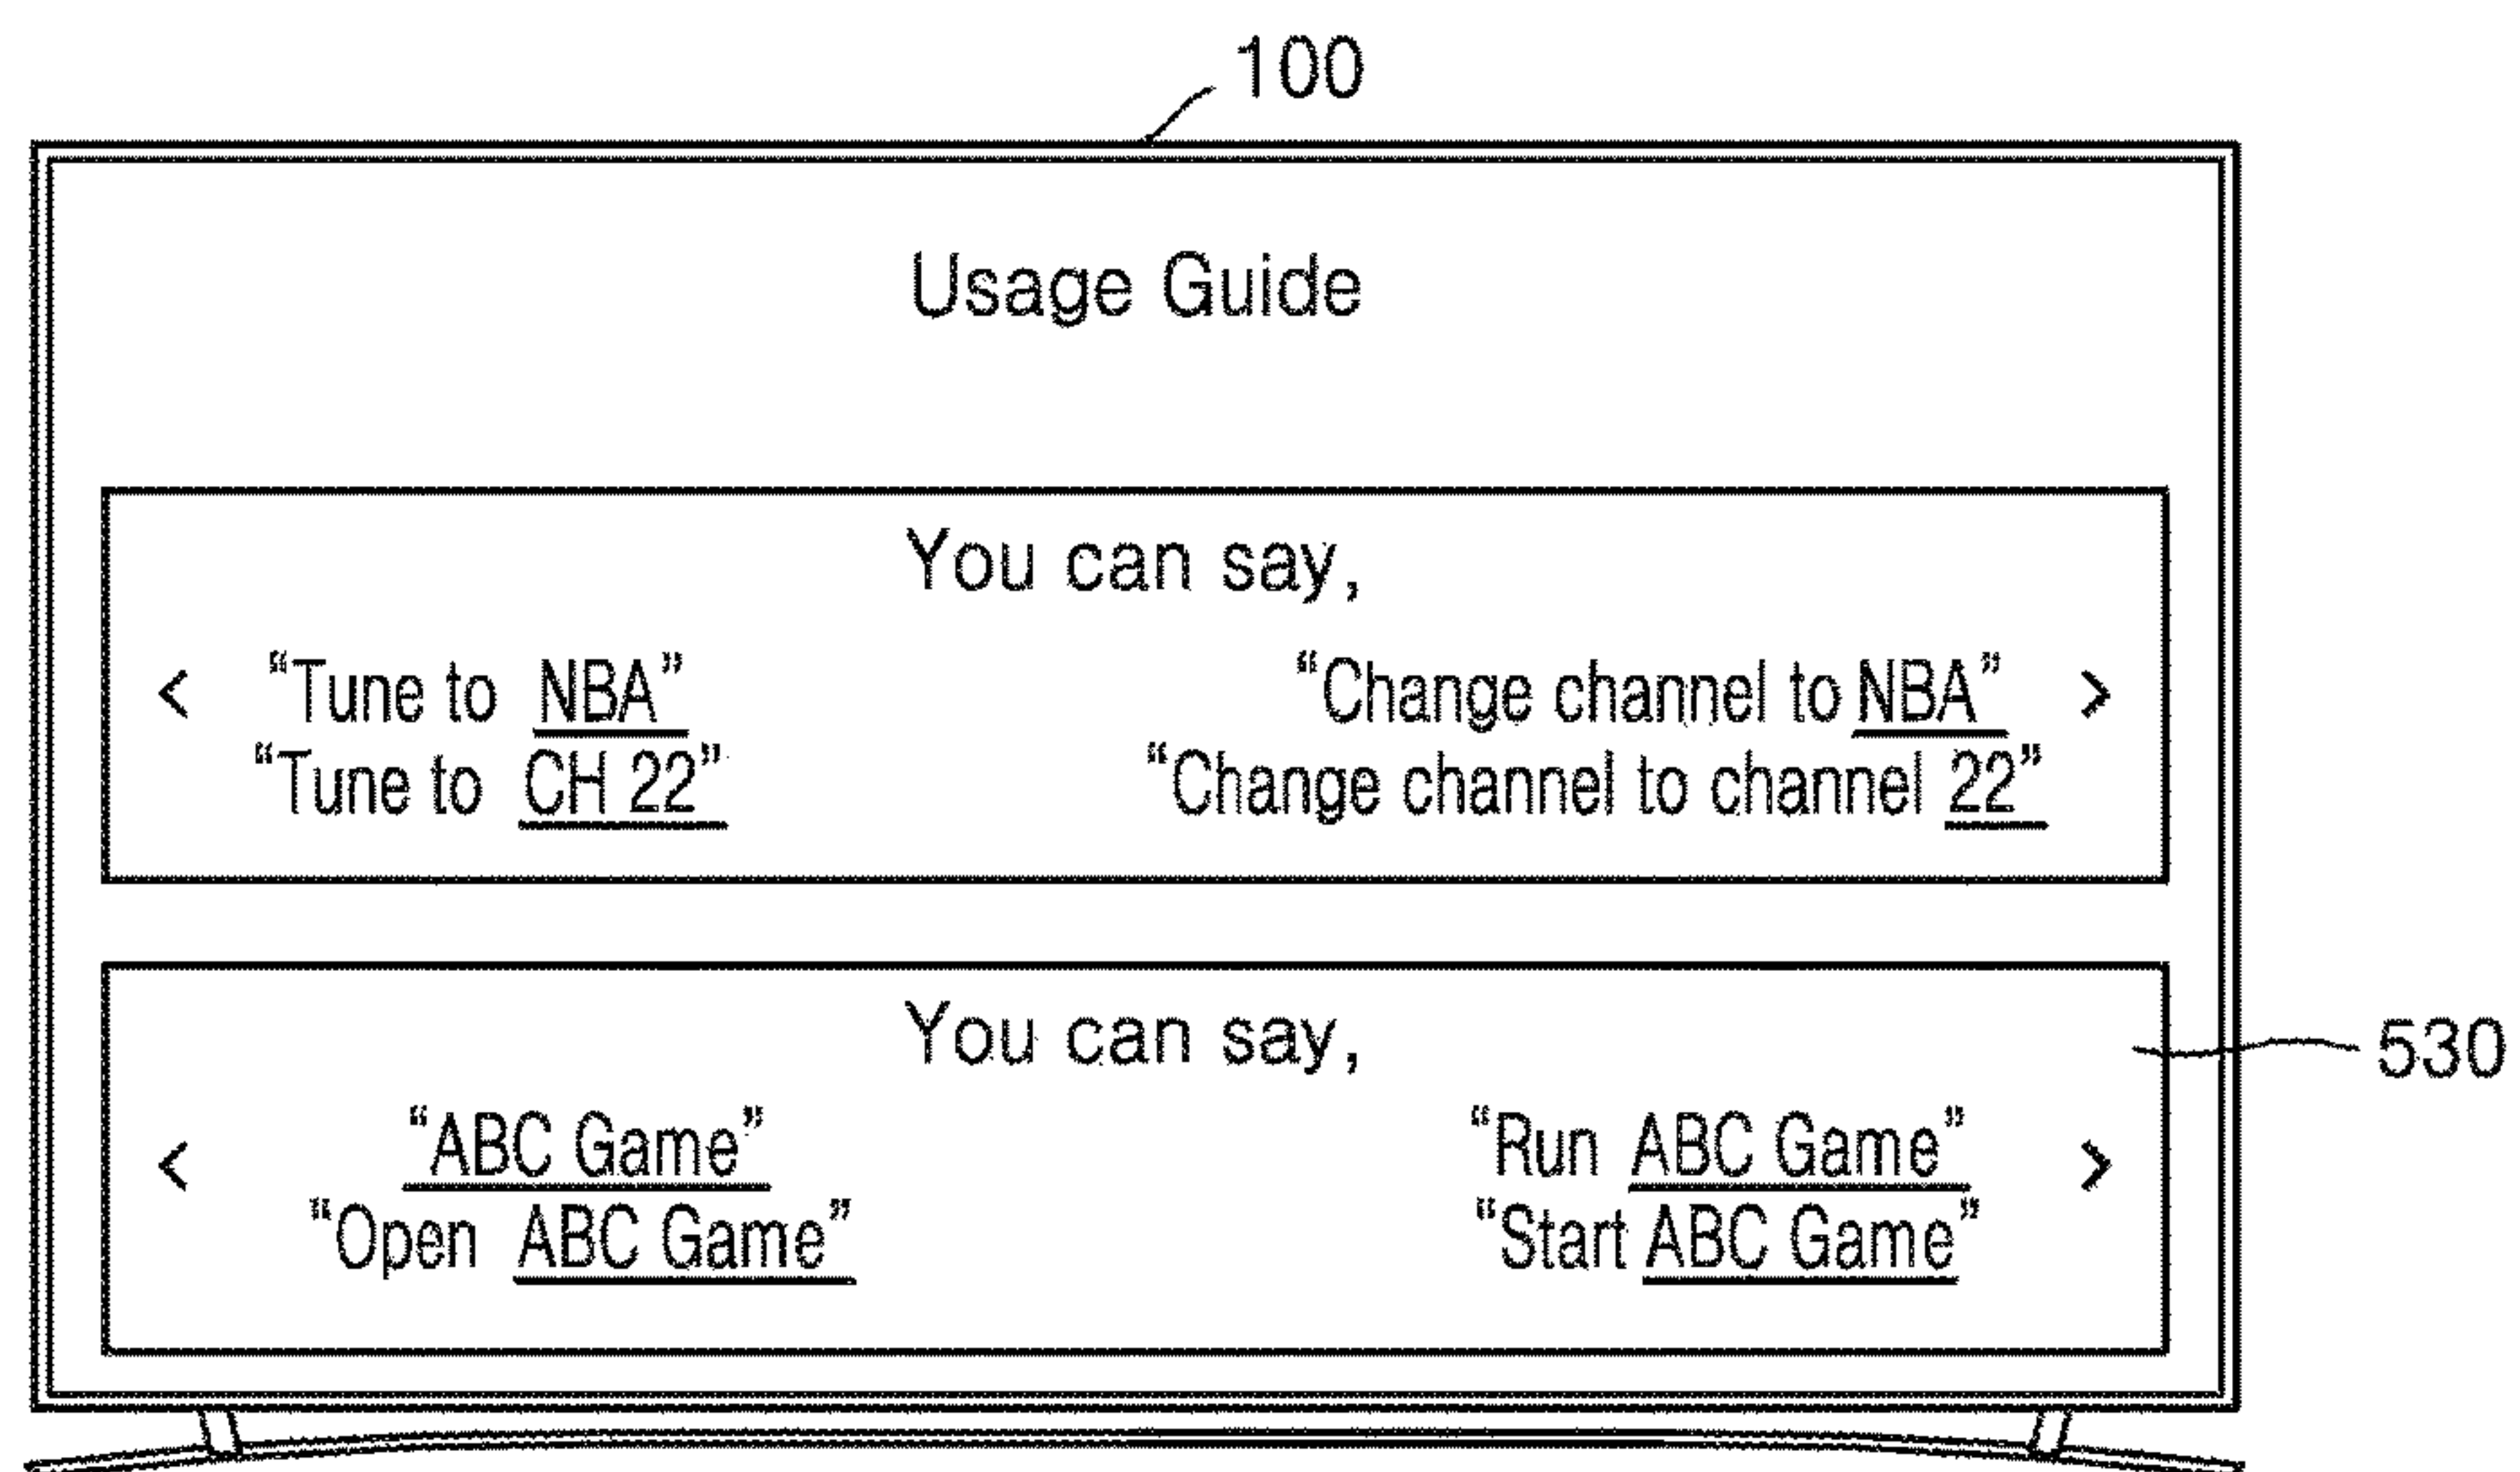 100
Usage Guide
You can say,
< “Tune to NBA” “Change channel to NBA” >
“Tune to CH 22” “Change channel to channel 22”
You can say,
530
< “ABC Game” “Run ABC Game” >
“Open ABC Game” “Start ABC Game”